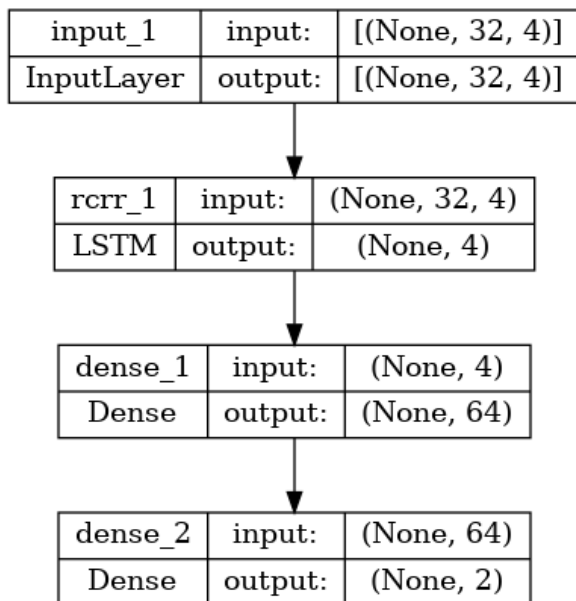 input_1 input: [(None, 32, 4)]
InputLayer output: [(None, 32, 4)]
rcrr_1 input: (None, 32, 4)
LSTM output: (None, 4)
dense_1 input: (None, 4)
Dense output: (None, 64)
dense_2 input: (None, 64)
Dense output: (None, 2)